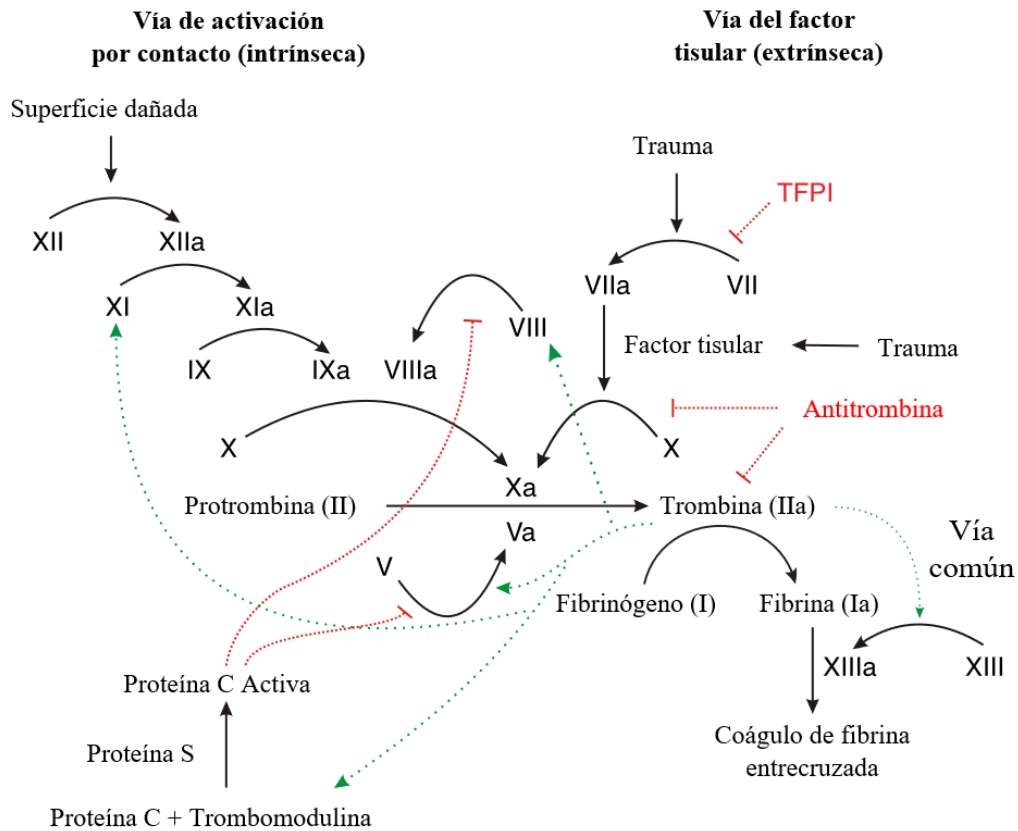 Vía de activación
por contacto (intrínseca)
Vía del factor
tisular (extrínseca)
Superficie dañada
Trauma
TFPI
XII
XIIa
VIIa
VII
XI
XIa
VIII
Factor tisular
Trauma
IX
IXa
VIIIa
Antitrombina
X
X
Xa
Protrombina (II)
Trombina (IIa)
Va
Vía
común
V
Fibrinógeno (I)
Fibrina (Ia)
XIIIa
XIII
Proteína C Activa
Coágulo de fibrina
entrecruzada
Proteína S
Proteína C + Trombomodulina